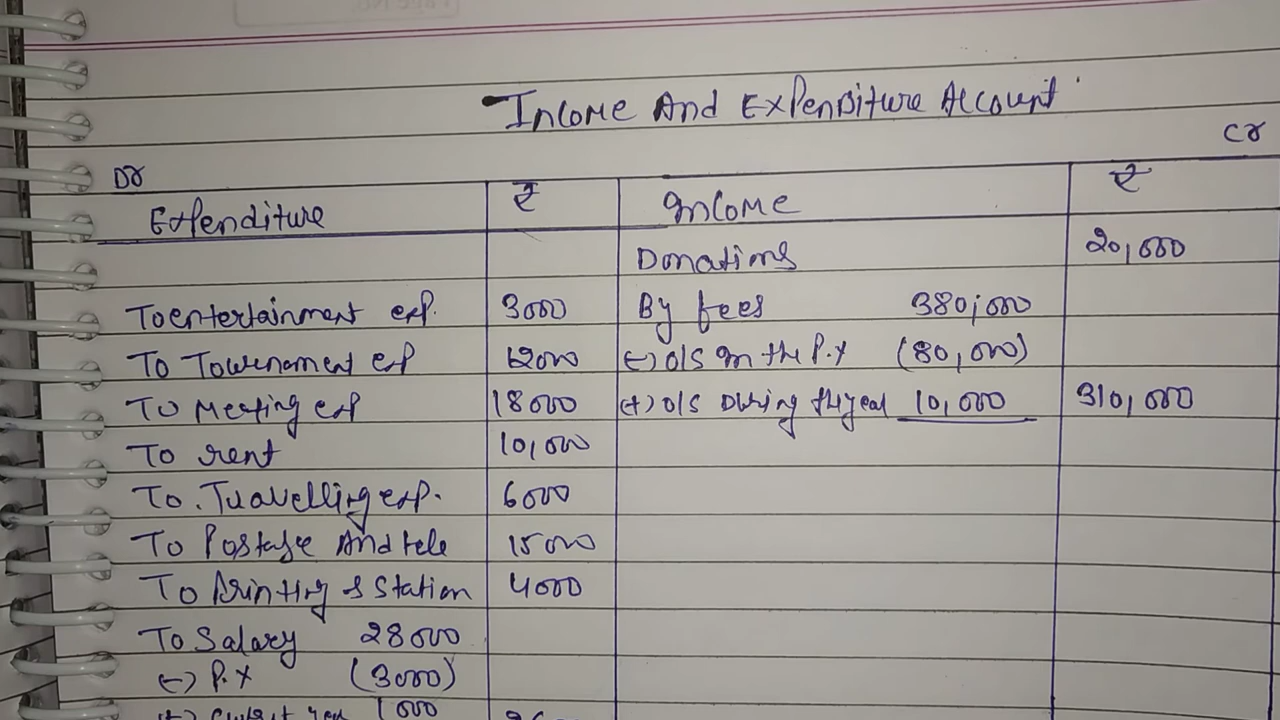 Income And Expenditure Account
Dr Cr
Expenditure ₹ Income ₹
Donations 20,000
To entertainment exp. 3000 By fees 380,000
To Tournament exp 12000 (-) O/S in the P.Y (80,000)
To Meeting exp 18000 (+) O/S During the year 10,000 310,000
To rent 10,000
To. Travelling exp. 6000
To Postage And tele 15000
To Printing & Station 4000
To Salary 28000
(-) P.Y (3000)
(+) 1000